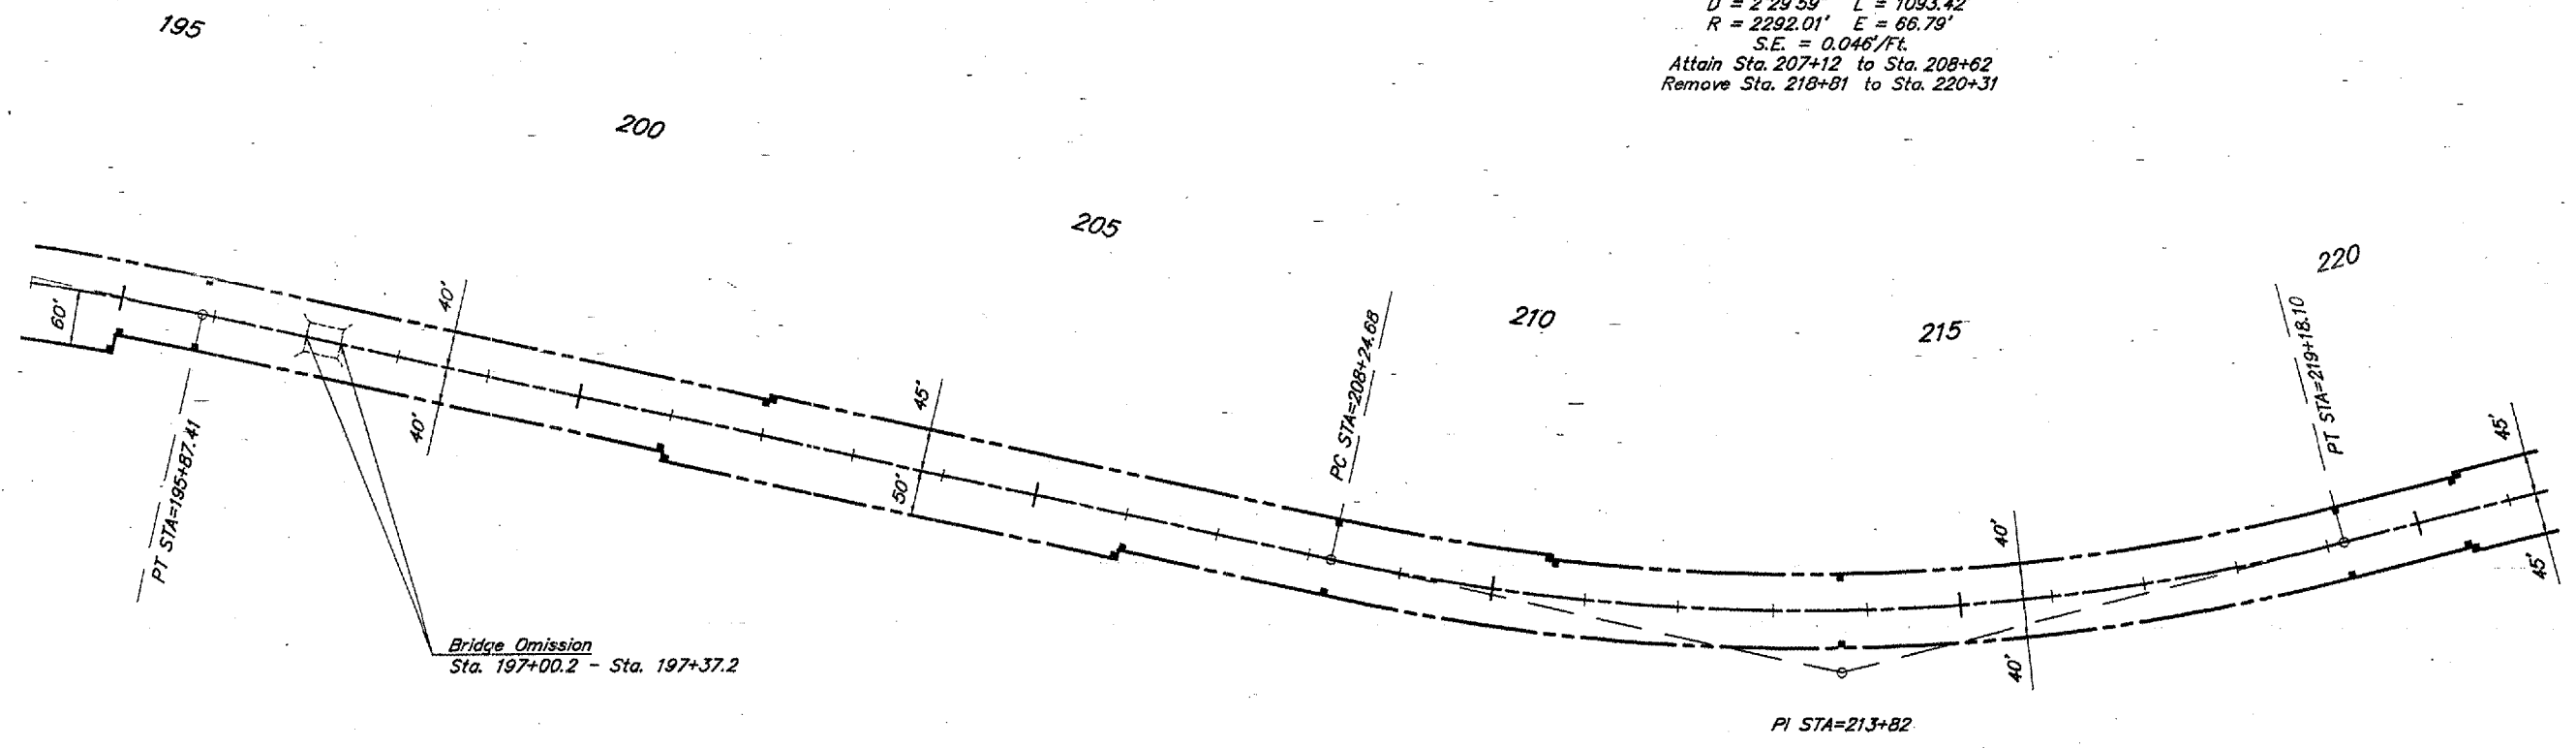 D = 2°29'59" L = 1093.42'
R = 2292.01' E = 66.79'
S.E. = 0.046'/Ft.
Attain Sta. 207+12 to Sta. 208+62
Remove Sta. 218+81 to Sta. 220+31
195
200
205
210
215
220
60'
40'
40'
45'
50'
40'
40'
45'
45'
PT STA=195+87.41
PC STA=208+24.68
PT STA=219+18.10
Bridge Omission
Sta. 197+00.2 - Sta. 197+37.2
PI STA=213+82